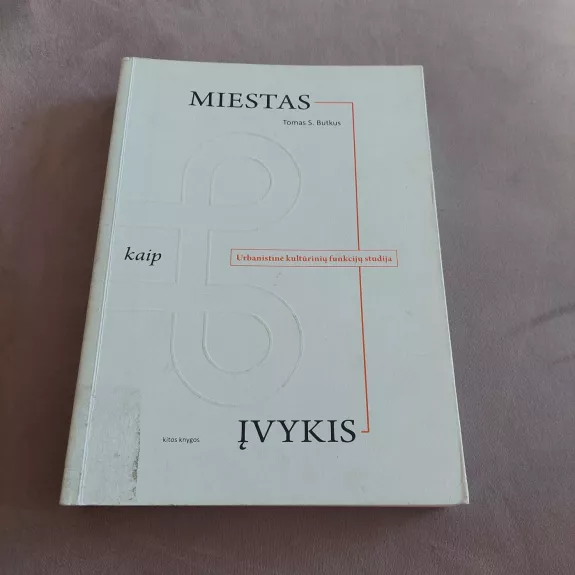 MIESTAS
Tomas S. Butkus
kaip
Urbanistinė kultūrinių funkcijų studija
kitos knygos
ĮVYKIS